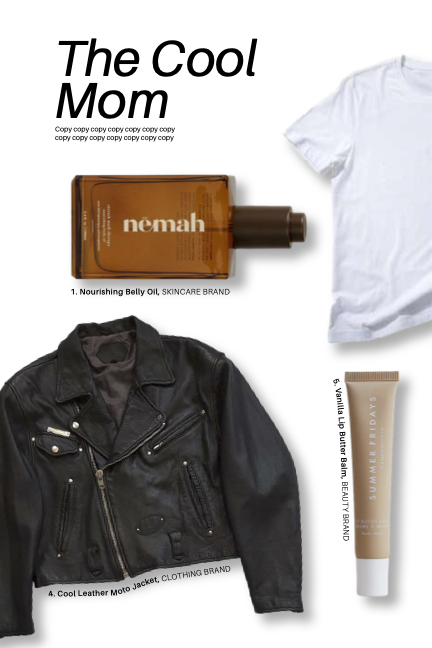 The Cool
Mom
Copy copy copy copy copy copy copy
copy copy copy copy copy copy copy
nēmah
1. Nourishing Belly Oil, SKINCARE BRAND
5. Vanilla Lip Butter Balm, BEAUTY BRAND
SUMMER FRIDAYS
4. Cool Leather Moto Jacket, CLOTHING BRAND